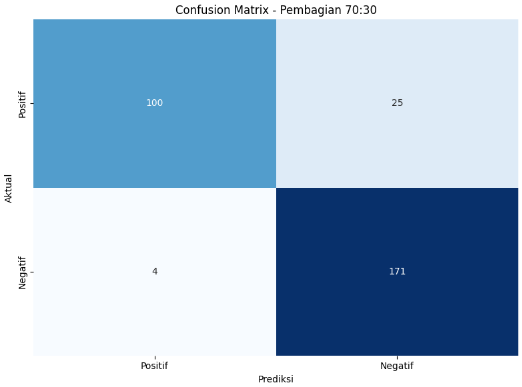 Confusion Matrix - Pembagian 70:30
Aktual
Positif
100
25
Negatif
4
171
Positif
Negatif
Prediksi